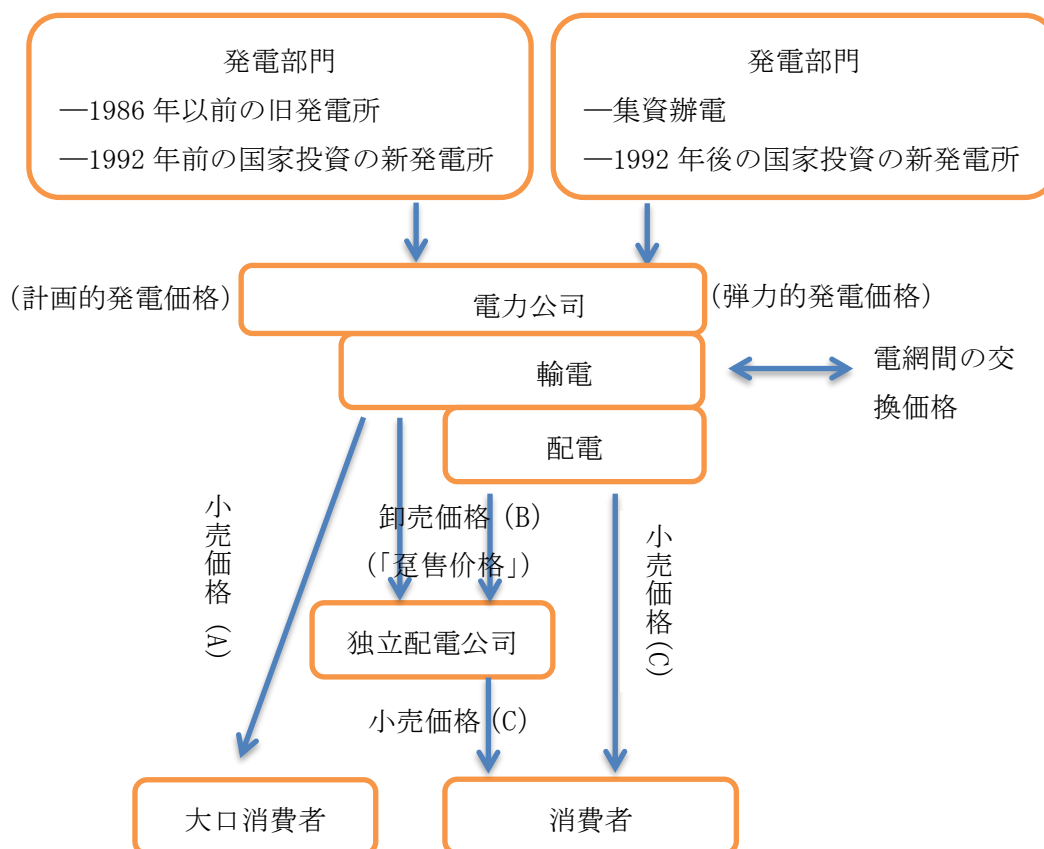 発電部門
―1986 年以前の旧発電所
―1992 年前の国家投資の新発電所
発電部門
―集資辦電
―1992 年後の国家投資の新発電所
(計画的発電価格)
電力公司
(弾力的発電価格)
輸電
電網間の交
換価格
配電
小売価格(A)
卸売価格(B)
(「趸售价格」)
小売価格(C)
独立配電公司
小売価格(C)
大口消費者
消費者